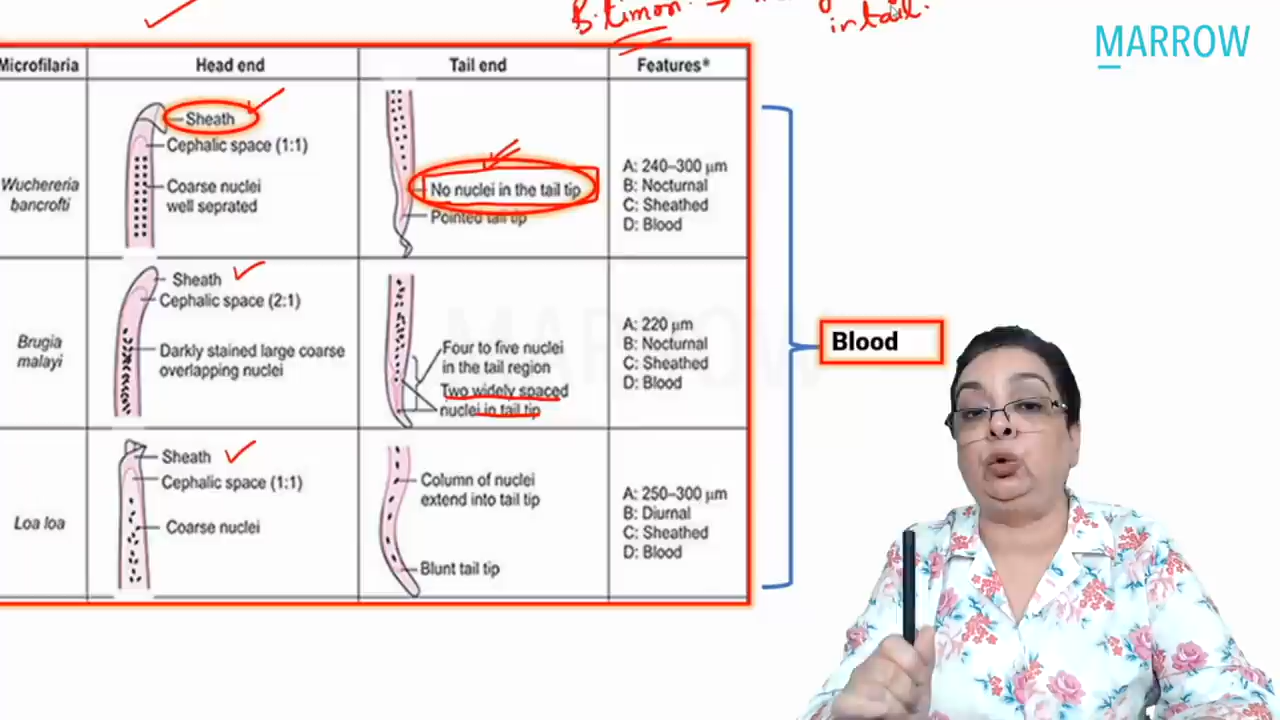 B. timori →
in tail.
MARROW
Microfilaria Head end Tail end Features*
Wuchereria
bancrofti
Sheath
Cephalic space (1:1)
Coarse nuclei
well seprated
No nuclei in the tail tip
Pointed tail tip
A: 240–300 μm
B: Nocturnal
C: Sheathed
D: Blood
Brugia
malayi
Sheath
Cephalic space (2:1)
Darkly stained large coarse
overlapping nuclei
Four to five nuclei
in the tail region
Two widely spaced
nuclei in tail tip
A: 220 μm
B: Nocturnal
C: Sheathed
D: Blood
Loa loa
Sheath
Cephalic space (1:1)
Coarse nuclei
Column of nuclei
extend into tail tip
Blunt tail tip
A: 250–300 μm
B: Diurnal
C: Sheathed
D: Blood
Blood
MARROW